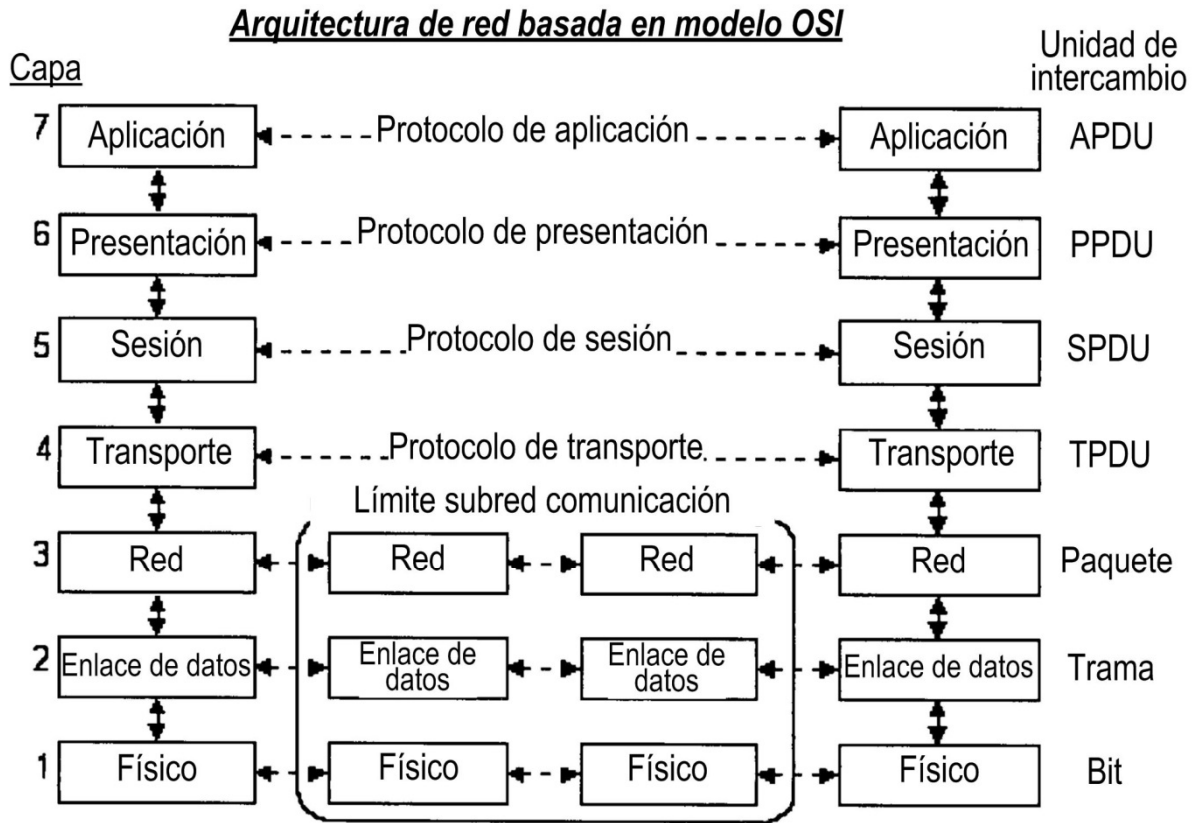 Arquitectura de red basada en modelo OSI
Capa
Unidad de
intercambio
7 Aplicación Protocolo de aplicación Aplicación APDU
6 Presentación Protocolo de presentación Presentación PPDU
5 Sesión Protocolo de sesión Sesión SPDU
4 Transporte Protocolo de transporte Transporte TPDU
Límite subred comunicación
3 Red Red Red Red Paquete
2 Enlace de datos Enlace de datos Enlace de datos Enlace de datos Trama
1 Físico Físico Físico Físico Bit